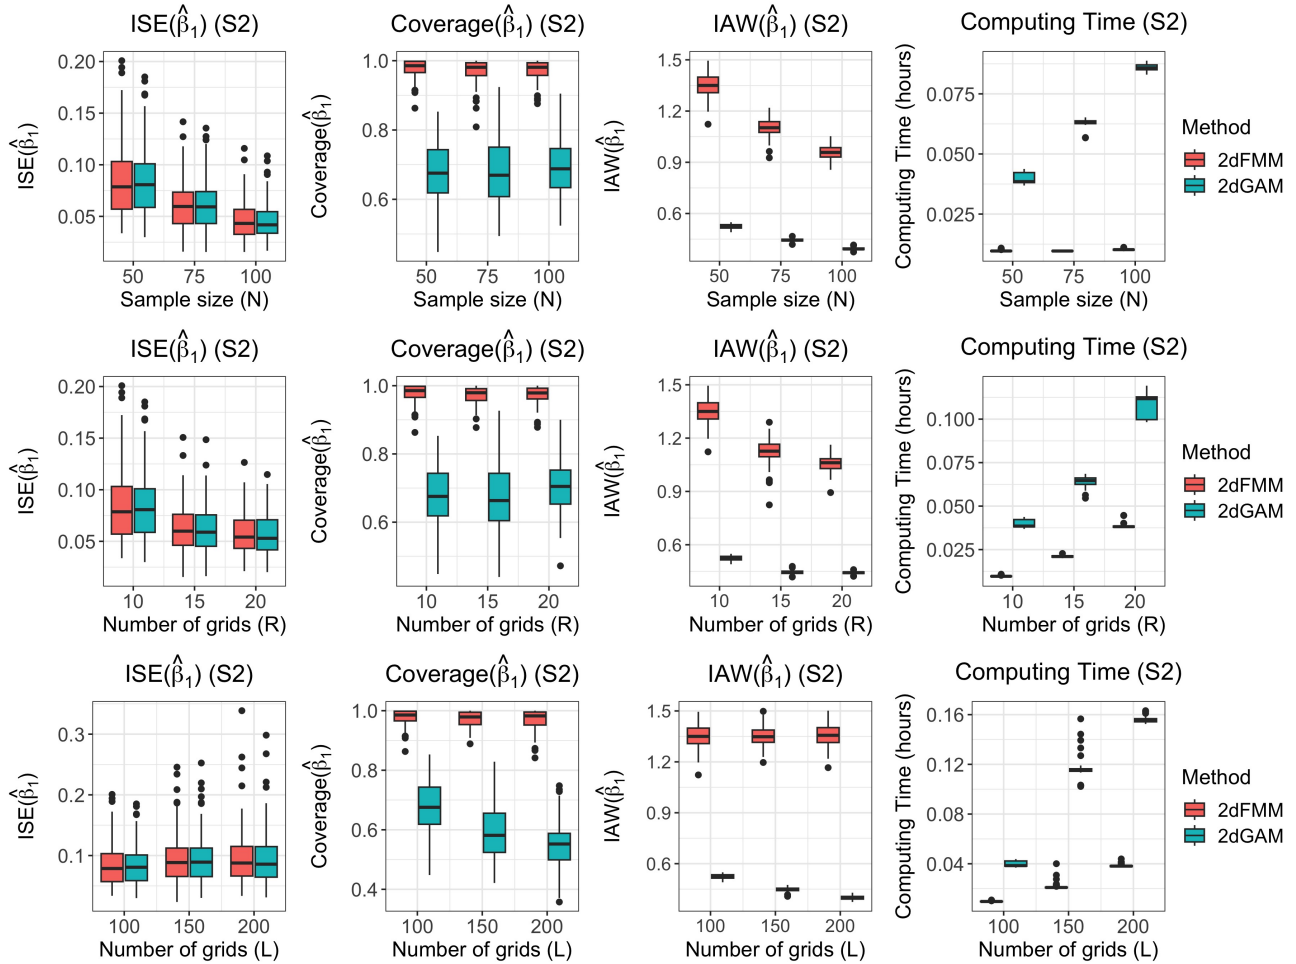 ISE(β̂₁) (S2)
Coverage(β̂₁) (S2)
IAW(β̂₁) (S2)
Computing Time (S2)
ISE(β̂₁)
0.20
0.15
0.10
0.05
50 75 100
Sample size (N)
Coverage(β̂₁)
1.0
0.8
0.6
50 75 100
Sample size (N)
IAW(β̂₁)
1.5
1.2
0.9
0.6
50 75 100
Sample size (N)
Computing Time (hours)
0.075
0.050
0.025
50 75 100
Sample size (N)
Method
2dFMM
2dGAM
ISE(β̂₁) (S2)
Coverage(β̂₁) (S2)
IAW(β̂₁) (S2)
Computing Time (S2)
ISE(β̂₁)
0.20
0.15
0.10
0.05
10 15 20
Number of grids (R)
Coverage(β̂₁)
1.0
0.8
0.6
10 15 20
Number of grids (R)
IAW(β̂₁)
1.5
1.2
0.9
0.6
10 15 20
Number of grids (R)
Computing Time (hours)
0.100
0.075
0.050
0.025
10 15 20
Number of grids (R)
Method
2dFMM
2dGAM
ISE(β̂₁) (S2)
Coverage(β̂₁) (S2)
IAW(β̂₁) (S2)
Computing Time (S2)
ISE(β̂₁)
0.3
0.2
0.1
100 150 200
Number of grids (L)
Coverage(β̂₁)
1.0
0.8
0.6
0.4
100 150 200
Number of grids (L)
IAW(β̂₁)
1.5
1.2
0.9
0.6
100 150 200
Number of grids (L)
Computing Time (hours)
0.16
0.12
0.08
0.04
100 150 200
Number of grids (L)
Method
2dFMM
2dGAM